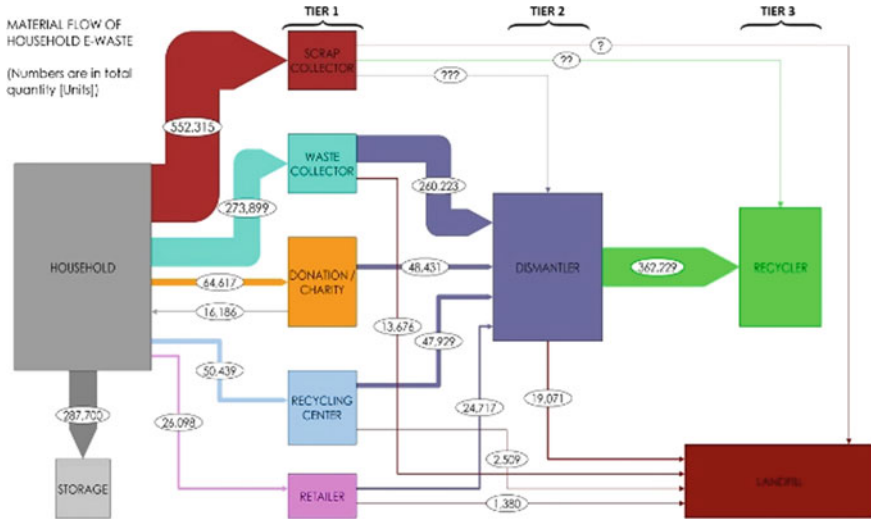 TIER 1
TIER 2
TIER 3
MATERIAL FLOW OF
HOUSEHOLD E-WASTE
(Numbers are in total
quantity [Units])
SCRAP
COLLECTOR
?
??
???
552,315
WASTE
COLLECTOR
260,223
273,899
HOUSEHOLD
DONATION /
CHARITY
DISMANTLER
RECYCLER
64,617
48,431
362,229
16,186
13,676
47,929
50,439
RECYCLING
CENTER
24,717
19,071
287,700
26,098
2,509
STORAGE
RETAILER
1,380
LANDFILL